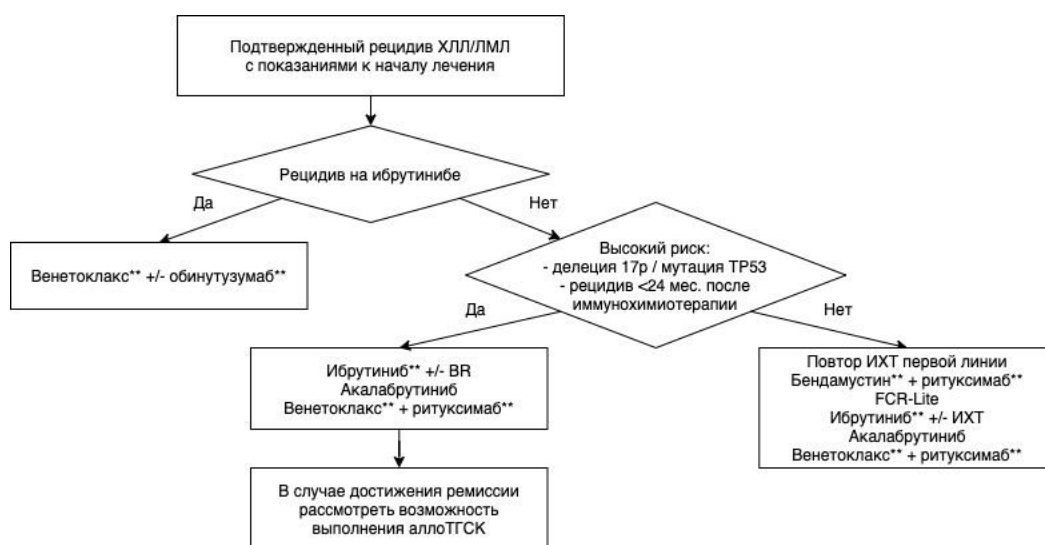 Подтвержденный рецидив ХЛЛ/ЛМЛ
с показаниями к началу лечения
Рецидив на ибрутинибе
Да
Нет
Венетоклакс** +/- обинутузумаб**
Высокий риск:
- делеция 17p / мутация TP53
- рецидив <24 мес. после
иммунохимиотерапии
Да
Нет
Ибрутиниб** +/- BR
Акалабрутиниб
Венетоклакс** + ритуксимаб**
Повтор ИХТ первой линии
Бендамустин** + ритуксимаб**
FCR-Lite
Ибрутиниб** +/- ИХТ
Акалабрутиниб
Венетоклакс** + ритуксимаб**
В случае достижения ремиссии
рассмотреть возможность
выполнения аллоТГСК